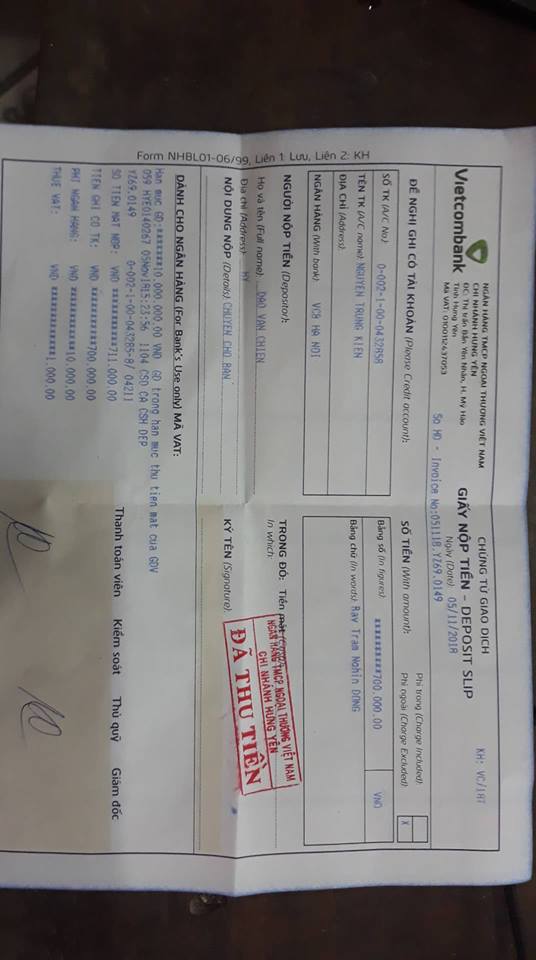 Vietcombank
NGÂN HÀNG TMCP NGOẠI THƯƠNG VIỆT NAM
CHI NHÁNH HƯNG YÊN
ĐC: Thị trấn Bần Yên Nhân, H. Mỹ Hào
Tỉnh Hưng Yên
Mã VAT: 0100112437053
CHỨNG TỪ GIAO DỊCH
KH: VC/18T
GIẤY NỘP TIỀN – DEPOSIT SLIP
Ngày (Date): 05/11/2018
So HD - Invoice No:051118.YZ69.0149
Form NHBL01-06/99, Liên 1: Lưu, Liên 2: KH
ĐỀ NGHỊ GHI CÓ TÀI KHOẢN (Please Credit account):
SỐ TK (A/C No): 0-002-1-00-0432858
TÊN TK (A/C name): NGUYEN TRUNG KIEN
ĐỊA CHỈ (Address):
NGÂN HÀNG (With bank): VCB HA NOI
SỐ TIỀN (With amount):
Phí trong (Charge Included)
Phí ngoài (Charge Excluded) X
Bằng số (In figures): **********700.000.00 VND
Bằng chữ (In words): Bay Tram Nghin DONG
NGƯỜI NỘP TIỀN (Depositor):
Họ và tên (Full name): DAO VAN CHIEN
Địa chỉ (Address): HY
NỘI DUNG NỘP (Details): CHUYEN CHO BAN
TRONG ĐÓ: Tiền mặt
In which:
NGÂN HÀNG TMCP NGOẠI THƯƠNG VIỆT NAM
CHI NHÁNH HƯNG YÊN
ĐÃ THU TIỀN
KÝ TÊN (Signature):
DÀNH CHO NGÂN HÀNG (For Bank's Use only) MÃ VAT:
Han muc GD:*******10.000.000.00 VND GD trong han muc thu tien mat cua GDV
059 HYE0140267 05Nov1815:23:56 1104 CSD CA CSH DEP
YZ69.0149 0-002-1-00-043285-8/ 04211
SO TIEN MAT NOP: VND **********711.000.00
TIEN GHI CO TK: VND **********700.000.00
PHI NGAN HANG: VND ***********10.000.00
THUE VAT: VND ************1.000.00
Thanh toán viên Kiểm soát Thủ quỹ Giám đốc